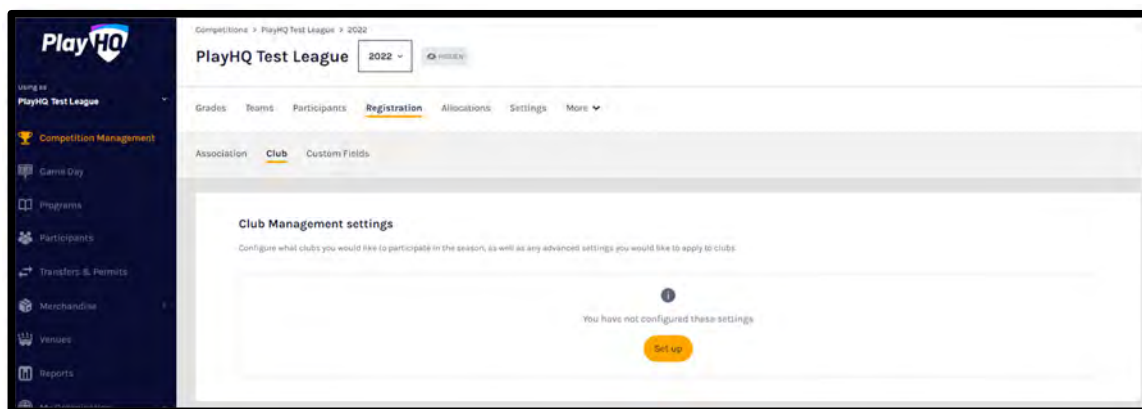 PlayHQ
Using as
PlayHQ Test League
Competition Management
Game Day
Programs
Participants
Transfers & Permits
Merchandise
Venues
Reports
My Organisation
Competitions > PlayHQ Test League > 2022
PlayHQ Test League 2022 HIDDEN
Grades Teams Participants Registration Allocations Settings More
Association Club Custom Fields
Club Management settings
Configure what clubs you would like to participate in the season, as well as any advanced settings you would like to apply to clubs
You have not configured these settings
Set up